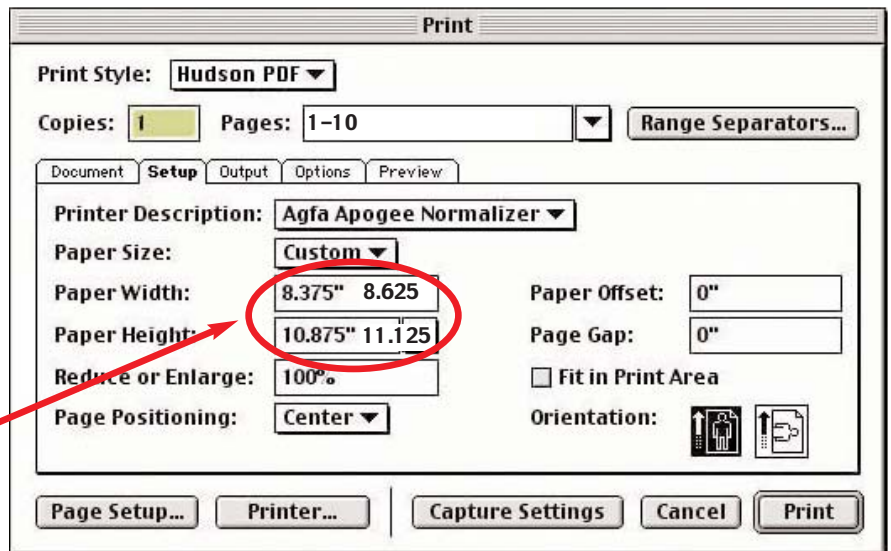 Print
Print Style: Hudson PDF
Copies: 1 Pages: 1-10 Range Separators...
Document Setup Output Options Preview
Printer Description: Agfa Apogee Normalizer
Paper Size: Custom
Paper Width: 8.375" 8.625 Paper Offset: 0"
Paper Height: 10.875" 11.125 Page Gap: 0"
Reduce or Enlarge: 100% Fit in Print Area
Page Positioning: Center Orientation:
Page Setup... Printer... Capture Settings Cancel Print